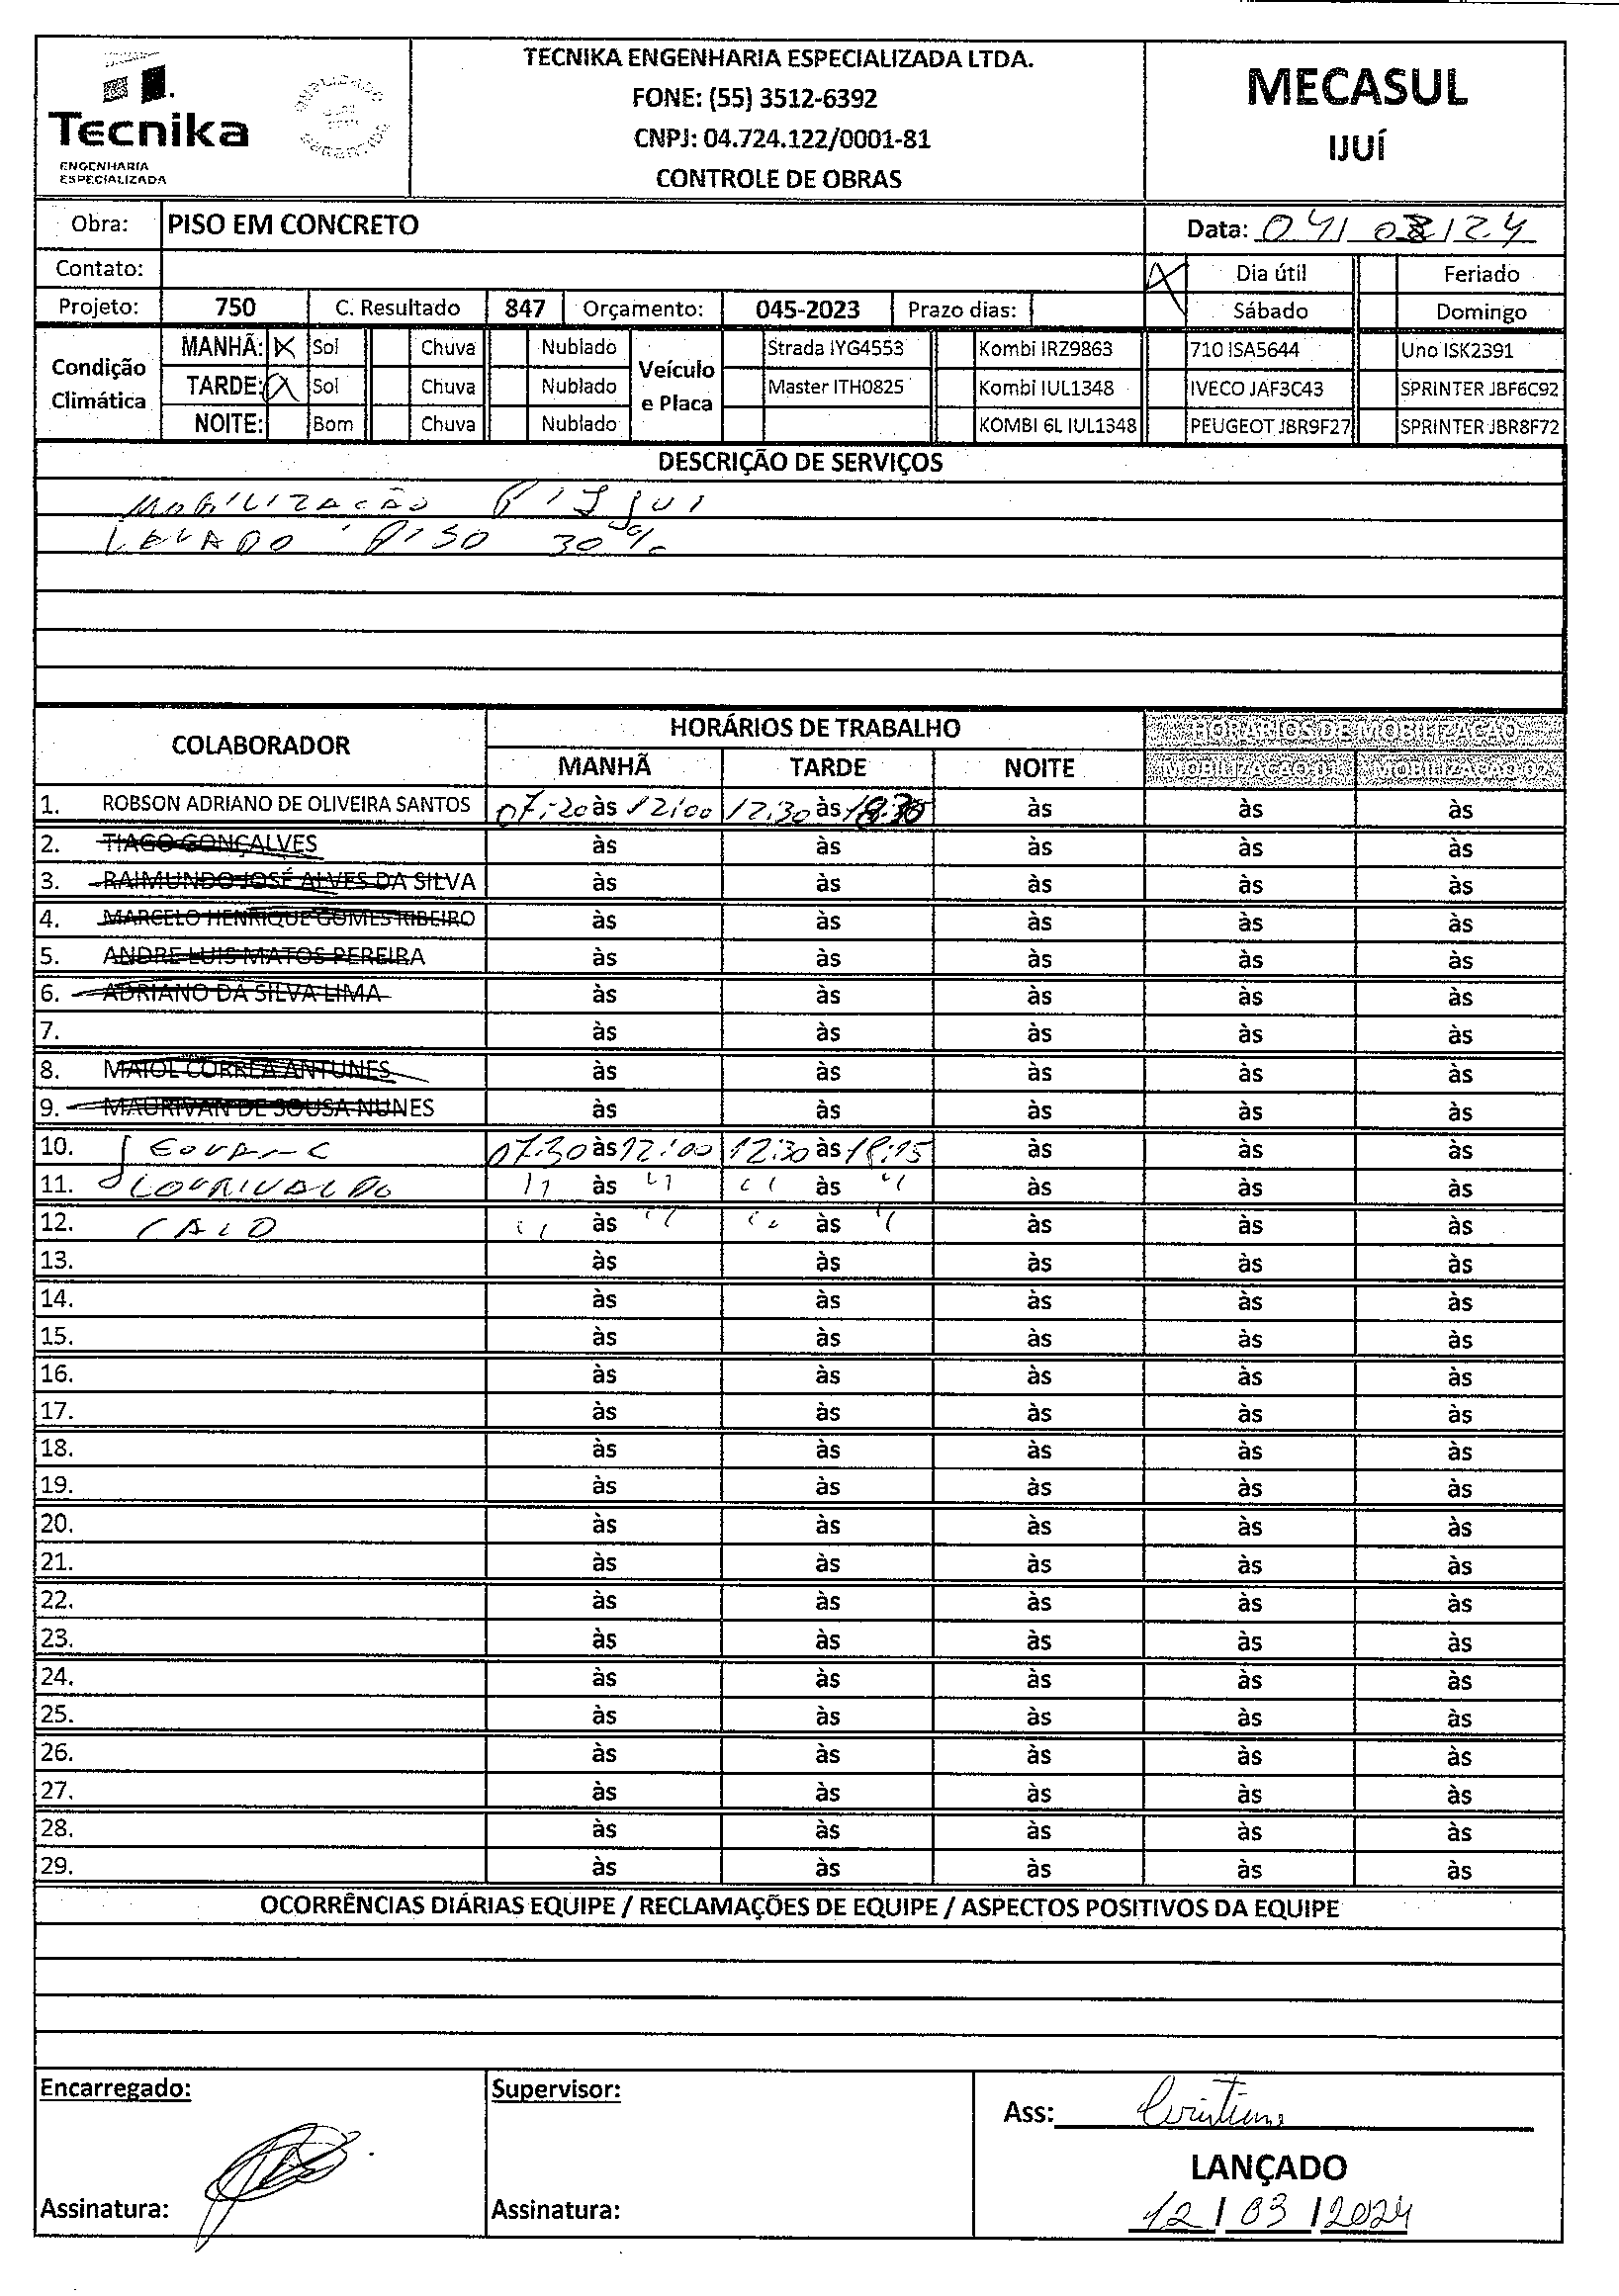 Tecnika
ENGENHARIA
ESPECIALIZADA
TECNIKA ENGENHARIA ESPECIALIZADA LTDA.
FONE: (55) 3512-6392
CNPJ: 04.724.122/0001-81
CONTROLE DE OBRAS
MECASUL
IJUÍ
Obra: PISO EM CONCRETO Data: 04/03/24
Contato: X Dia útil Feriado
Projeto: 750 C. Resultado 847 Orçamento: 045-2023 Prazo dias: Sábado Domingo
Condição Climática
MANHÃ: X Sol Chuva Nublado
TARDE: X Sol Chuva Nublado
NOITE: Bom Chuva Nublado
Veículo e Placa
Strada IYG4553 Kombi IRZ9863 710 ISA5644 Uno ISK2391
Master ITH0825 Kombi IUL1348 IVECO JAF3C43 SPRINTER JBF6C92
KOMBI 6L IUL1348 PEUGEOT JBR9F27 SPRINTER JBR8F72
DESCRIÇÃO DE SERVIÇOS
MOBILIZAÇÃO P/ IJUI
LEVADO PISO 30%
COLABORADOR HORÁRIOS DE TRABALHO HORÁRIOS DE MOBILIZAÇÃO
MANHÃ TARDE NOITE MOBILIZAÇÃO 01 MOBILIZAÇÃO 02
1. ROBSON ADRIANO DE OLIVEIRA SANTOS 07:20 às 12:00 12:30 às 18:30 às às às
2. TIAGO GONÇALVES às às às às às
3. RAIMUNDO JOSÉ ALVES DA SILVA às às às às às
4. MARCELO HENRIQUE GOMES RIBEIRO às às às às às
5. ANDRE LUIS MATOS PEREIRA às às às às às
6. ADRIANO DA SILVA LIMA às às às às às
7. às às às às às
8. MAIOL CORREA ANTUNES às às às às às
9. MAURIVAN DE SOUSA NUNES às às às às às
10. 07:30 às 12:00 12:30 às 18:15 às às às
11. LOURIVALDO " às " " às " às às às
12. CAIO " às " " às " às às às
13. às às às às às
14. às às às às às
15. às às às às às
16. às às às às às
17. às às às às às
18. às às às às às
19. às às às às às
20. às às às às às
21. às às às às às
22. às às às às às
23. às às às às às
24. às às às às às
25. às às às às às
26. às às às às às
27. às às às às às
28. às às às às às
29. às às às às às
OCORRÊNCIAS DIÁRIAS EQUIPE / RECLAMAÇÕES DE EQUIPE / ASPECTOS POSITIVOS DA EQUIPE
Encarregado: Supervisor:
Ass: Cristiane
LANÇADO
Assinatura: Assinatura: 12/03/2024